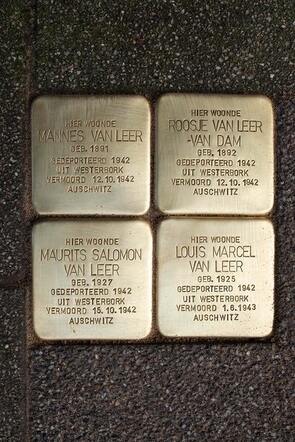 HIER WOONDE
MANNES VAN LEER
GEB. 1891
GEDEPORTEERD 1942
UIT WESTERBORK
VERMOORD 12.10.1942
AUSCHWITZ
HIER WOONDE
ROOSJE VAN LEER
-VAN DAM
GEB. 1892
GEDEPORTEERD 1942
UIT WESTERBORK
VERMOORD 12.10.1942
AUSCHWITZ
HIER WOONDE
MAURITS SALOMON
VAN LEER
GEB. 1927
GEDEPORTEERD 1942
UIT WESTERBORK
VERMOORD 15.10.1942
AUSCHWITZ
HIER WOONDE
LOUIS MARCEL
VAN LEER
GEB. 1925
GEDEPORTEERD 1942
UIT WESTERBORK
VERMOORD 1.6.1943
AUSCHWITZ